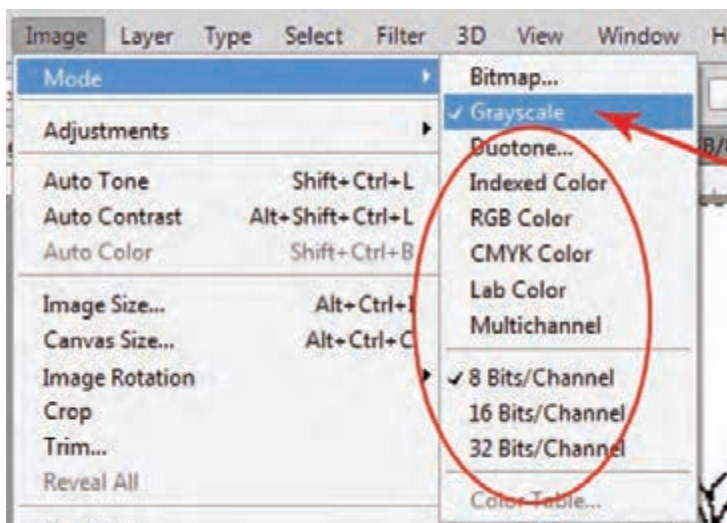 Image Layer Type Select Filter 3D View Window H
Mode
Adjustments
Auto Tone Shift+Ctrl+L
Auto Contrast Alt+Shift+Ctrl+L
Auto Color Shift+Ctrl+B
Image Size... Alt+Ctrl+I
Canvas Size... Alt+Ctrl+C
Image Rotation
Crop
Trim...
Reveal All
Bitmap...
Grayscale
Duotone...
Indexed Color
RGB Color
CMYK Color
Lab Color
Multichannel
8 Bits/Channel
16 Bits/Channel
32 Bits/Channel
Color Table...